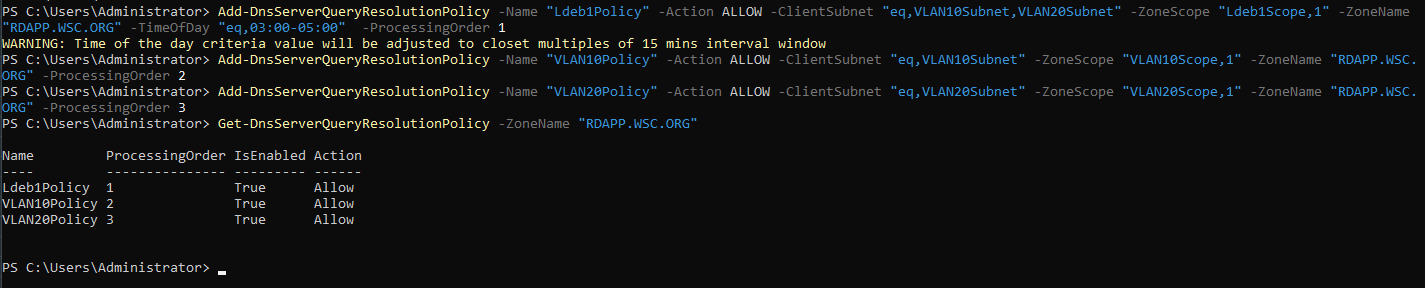 PS C:\Users\Administrator> Add-DnsServerQueryResolutionPolicy -Name "Ldeb1Policy" -Action ALLOW -ClientSubnet "eq,VLAN10Subnet,VLAN20Subnet" -ZoneScope "Ldeb1Scope,1" -ZoneName
"RDAPP.WSC.ORG" -TimeOfDay "eq,03:00-05:00"  -ProcessingOrder 1
WARNING: Time of the day criteria value will be adjusted to closet multiples of 15 mins interval window
PS C:\Users\Administrator> Add-DnsServerQueryResolutionPolicy -Name "VLAN10Policy" -Action ALLOW -ClientSubnet "eq,VLAN10Subnet" -ZoneScope "VLAN10Scope,1" -ZoneName "RDAPP.WSC.
ORG" -ProcessingOrder 2
PS C:\Users\Administrator> Add-DnsServerQueryResolutionPolicy -Name "VLAN20Policy" -Action ALLOW -ClientSubnet "eq,VLAN20Subnet" -ZoneScope "VLAN20Scope,1" -ZoneName "RDAPP.WSC.
ORG" -ProcessingOrder 3
PS C:\Users\Administrator> Get-DnsServerQueryResolutionPolicy -ZoneName "RDAPP.WSC.ORG"
Name         ProcessingOrder IsEnabled Action
----         --------------- --------- ------
Ldeb1Policy  1               True      Allow
VLAN10Policy 2               True      Allow
VLAN20Policy 3               True      Allow
PS C:\Users\Administrator>